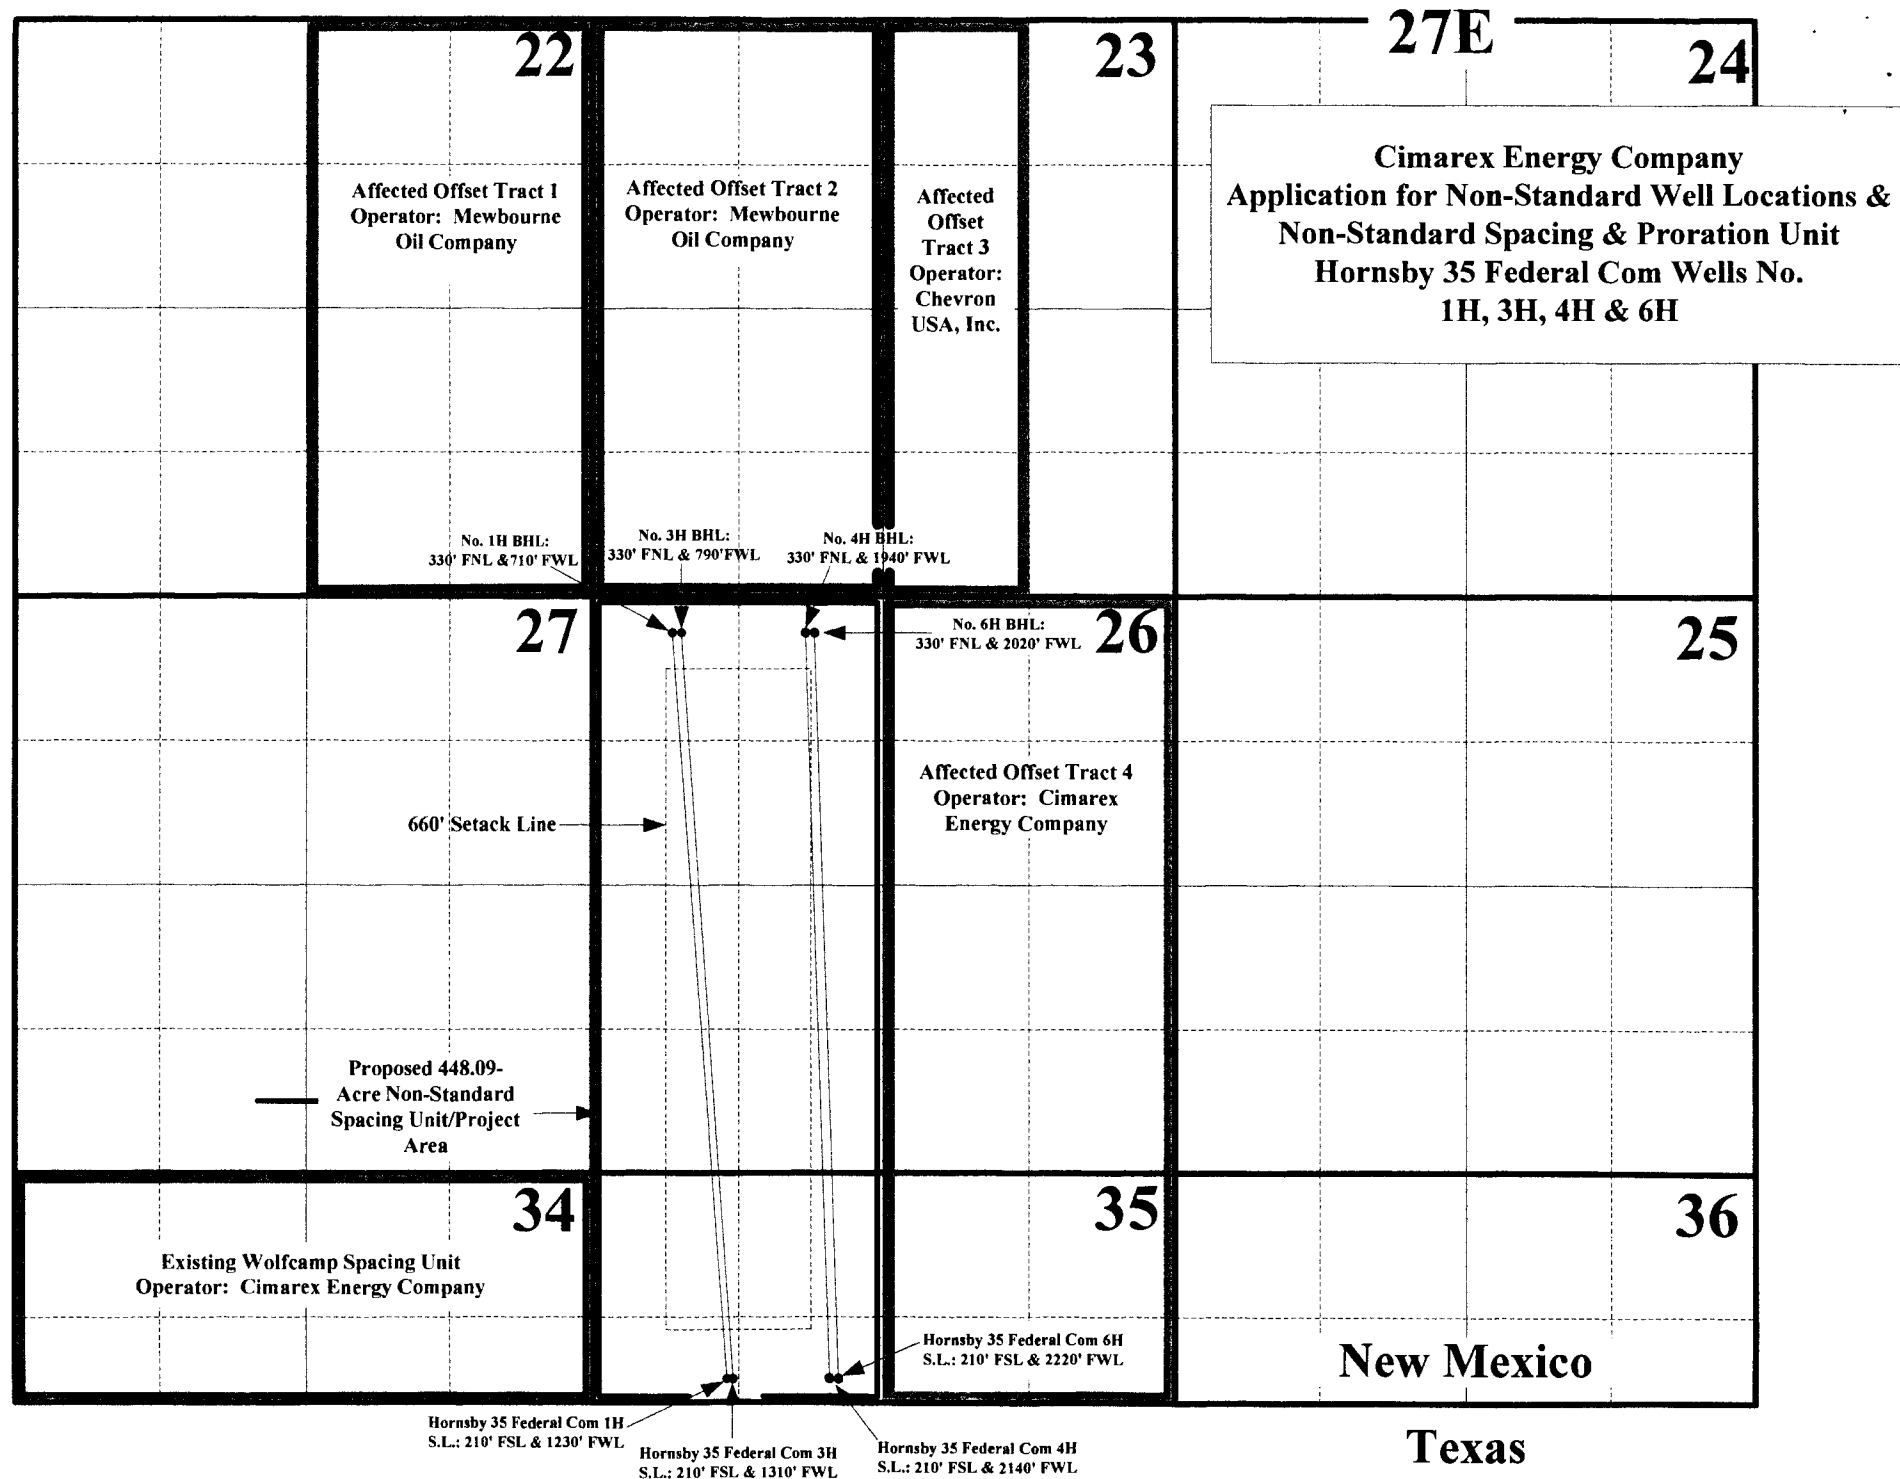 27E
22
23
24
Cimarex Energy Company
Application for Non-Standard Well Locations &
Non-Standard Spacing & Proration Unit
Hornsby 35 Federal Com Wells No.
1H, 3H, 4H & 6H
Affected Offset Tract 1
Operator: Mewbourne
Oil Company
Affected Offset Tract 2
Operator: Mewbourne
Oil Company
Affected
Offset
Tract 3
Operator:
Chevron
USA, Inc.
No. 1H BHL:
330' FNL &710' FWL
No. 3H BHL:
330' FNL & 790'FWL
No. 4H BHL:
330' FNL & 1940' FWL
27
No. 6H BHL:
330' FNL & 2020' FWL
26
25
Affected Offset Tract 4
Operator: Cimarex
Energy Company
660' Setack Line
Proposed 448.09-
Acre Non-Standard
Spacing Unit/Project
Area
34
35
36
Existing Wolfcamp Spacing Unit
Operator: Cimarex Energy Company
Hornsby 35 Federal Com 6H
S.L.: 210' FSL & 2220' FWL
New Mexico
Hornsby 35 Federal Com 1H
S.L.: 210' FSL & 1230' FWL
Hornsby 35 Federal Com 3H
S.L.: 210' FSL & 1310' FWL
Hornsby 35 Federal Com 4H
S.L.: 210' FSL & 2140' FWL
Texas